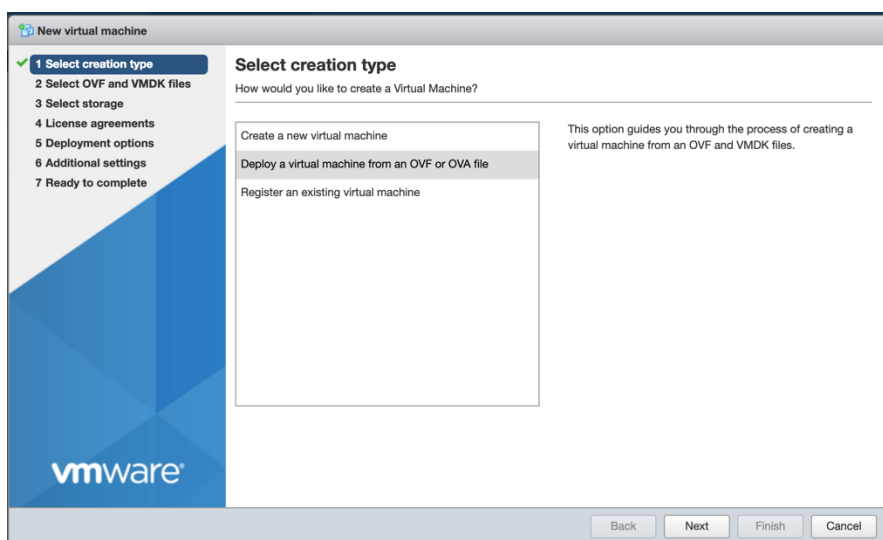 New virtual machine
1 Select creation type
2 Select OVF and VMDK files
3 Select storage
4 License agreements
5 Deployment options
6 Additional settings
7 Ready to complete
vmware®
Select creation type
How would you like to create a Virtual Machine?
Create a new virtual machine
Deploy a virtual machine from an OVF or OVA file
Register an existing virtual machine
This option guides you through the process of creating a
virtual machine from an OVF and VMDK files.
Back
Next
Finish
Cancel